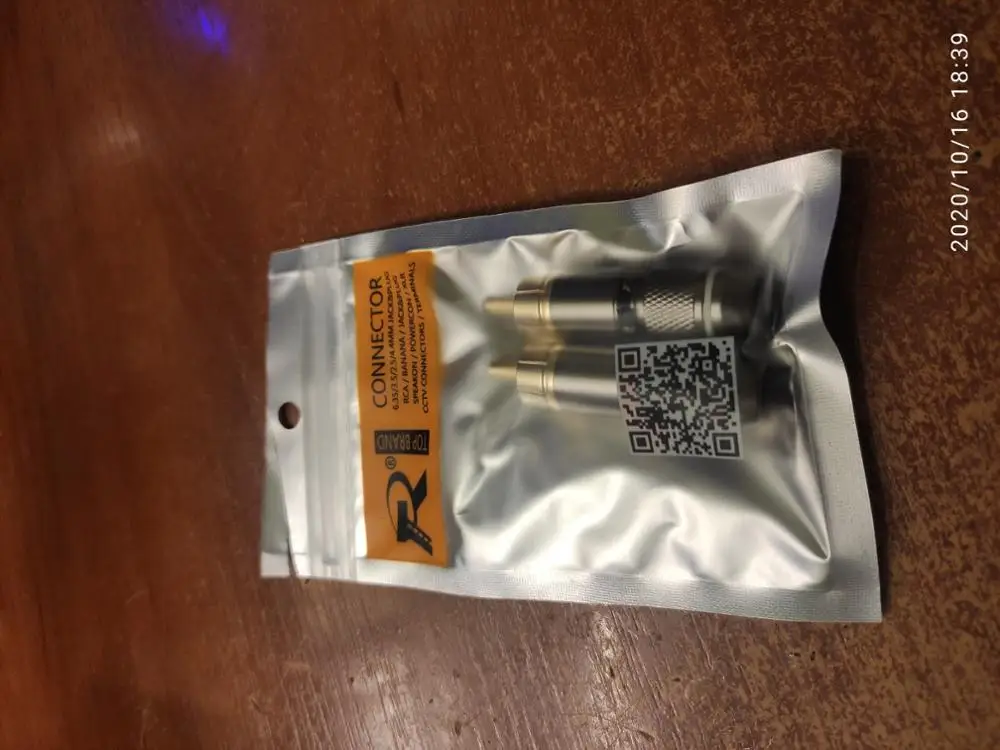 R®
TOP BRAND
CONNECTOR
6.35/3.5/2.5/4.4MM JACK&PLUG
RCA / BANANA / JACK&PLUG
SPEAKON / POWERCON / XLR
CCTV CONNECTORS / TERMINALS
2020/10/16 18:39